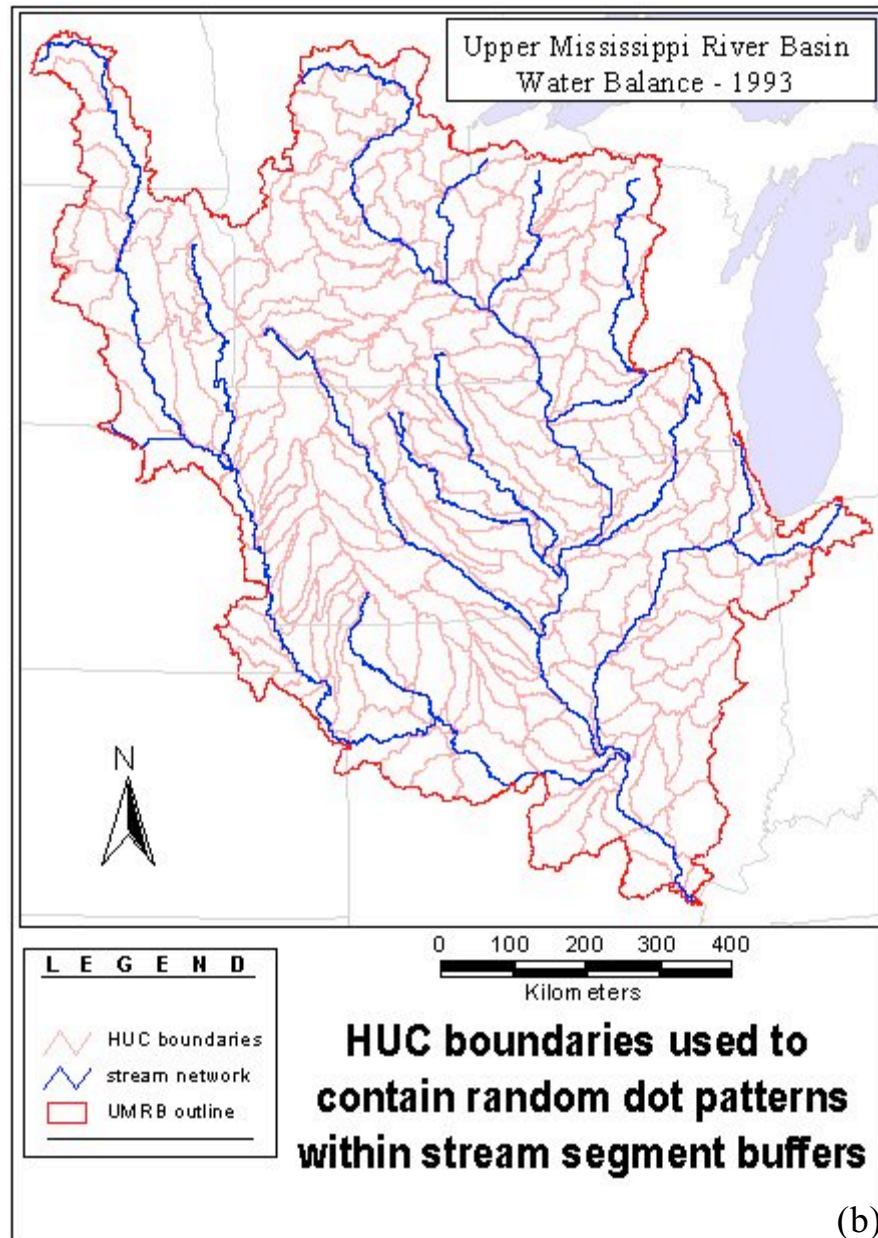 Upper Mississippi River Basin
Water Balance - 1993
N
0 100 200 300 400
Kilometers
L E G E N D
HUC boundaries
stream network
UMRB outline
HUC boundaries used to
contain random dot patterns
within stream segment buffers
(b)